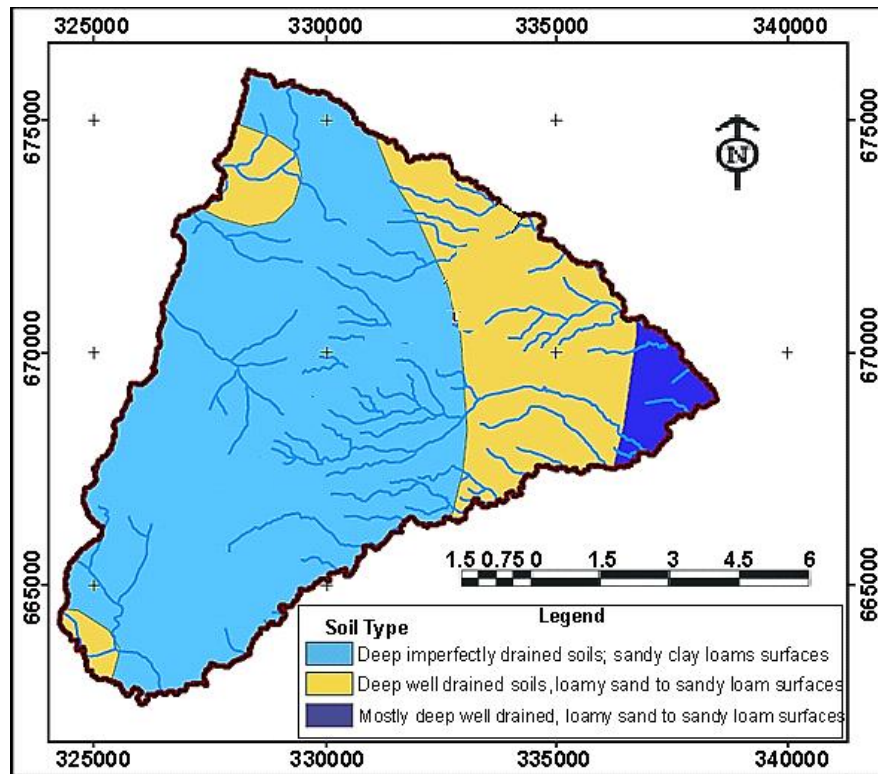 325000 330000 335000 340000
675000 675000
N
670000 670000
665000 665000
1.5 0.75 0 1.5 3 4.5 6
Legend
Soil Type
Deep imperfectly drained soils; sandy clay loams surfaces
Deep well drained soils, loamy sand to sandy loam surfaces
Mostly deep well drained, loamy sand to sandy loam surfaces
325000 330000 335000 340000